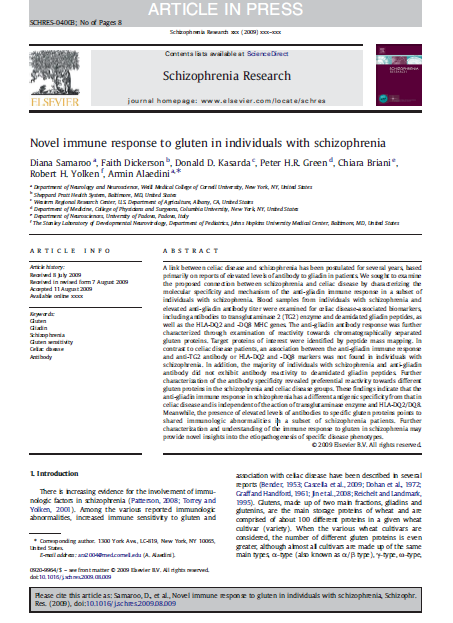 ARTICLE IN PRESS
SCHRES-04003; No of Pages 8
Schizophrenia Research xxx (2009) xxx–xxx
Contents lists available at ScienceDirect
Schizophrenia Research
journal homepage: www.elsevier.com/locate/schres
ELSEVIER
Novel immune response to gluten in individuals with schizophrenia
Diana Samaroo a, Faith Dickerson b, Donald D. Kasarda c, Peter H.R. Green d, Chiara Briani e,
Robert H. Yolken f, Armin Alaedini a,*
a Department of Neurology and Neuroscience, Weill Medical College of Cornell University, New York, NY, United States
b Sheppard Pratt Health System, Baltimore, MD, United States
c Western Regional Research Center, U.S. Department of Agriculture, Albany, CA, United States
d Department of Medicine, College of Physicians and Surgeons, Columbia University, New York, NY, United States
e Department of Neurosciences, University of Padova, Padova, Italy
f The Stanley Laboratory of Developmental Neurovirology, Department of Pediatrics, Johns Hopkins University Medical Center, Baltimore, MD, United States
ARTICLE INFO
Article history:
Received 8 July 2009
Received in revised form 7 August 2009
Accepted 11 August 2009
Available online xxxx
Keywords:
Gluten
Gliadin
Schizophrenia
Gluten sensitivity
Celiac disease
Antibody
ABSTRACT
A link between celiac disease and schizophrenia has been postulated for several years, based
primarily on reports of elevated levels of antibody to gliadin in patients. We sought to examine
the proposed connection between schizophrenia and celiac disease by characterizing the
molecular specificity and mechanism of the anti-gliadin immune response in a subset of
individuals with schizophrenia. Blood samples from individuals with schizophrenia and
elevated anti-gliadin antibody titer were examined for celiac disease-associated biomarkers,
including antibodies to transglutaminase 2 (TG2) enzyme and deamidated gliadin peptides, as
well as the HLA-DQ2 and -DQ8 MHC genes. The anti-gliadin antibody response was further
characterized through examination of reactivity towards chromatographically separated
gluten proteins. Target proteins of interest were identified by peptide mass mapping. In
contrast to celiac disease patients, an association between the anti-gliadin immune response
and anti-TG2 antibody or HLA-DQ2 and -DQ8 markers was not found in individuals with
schizophrenia. In addition, the majority of individuals with schizophrenia and anti-gliadin
antibody did not exhibit antibody reactivity to deamidated gliadin peptides. Further
characterization of the antibody specificity revealed preferential reactivity towards different
gluten proteins in the schizophrenia and celiac disease groups. These findings indicate that the
anti-gliadin immune response in schizophrenia has a different antigenic specificity from that in
celiac disease and is independent of the action of transglutaminase enzyme and HLA-DQ2/DQ8.
Meanwhile, the presence of elevated levels of antibodies to specific gluten proteins points to
shared immunologic abnormalities in a subset of schizophrenia patients. Further
characterization and understanding of the immune response to gluten in schizophrenia may
provide novel insights into the etiopathogenesis of specific disease phenotypes.
© 2009 Elsevier B.V. All rights reserved.
1. Introduction
There is increasing evidence for the involvement of immu-
nologic factors in schizophrenia (Patterson, 2008; Torrey and
Yolken, 2001). Among the various reported immunologic
abnormalities, increased immune sensitivity to gluten and
* Corresponding author. 1300 York Ave., LC-819, New York, NY 10065,
United States.
E-mail address: ara2004@med.cornell.edu (A. Alaedini).
association with celiac disease have been described in several
reports (Bender, 1953; Cascella et al., 2009; Dohan et al., 1972;
Graff and Handford, 1961; Jin et al., 2008; Reichelt and Landmark,
1995). Glutens, made up of two main fractions, gliadins and
glutenins, are the main storage proteins of wheat and are
comprised of about 100 different proteins in a given wheat
cultivar (variety). When the various wheat cultivars are
considered, the number of different gluten proteins is even
greater, although almost all cultivars are made up of the same
main types, α-type (also known as α/β type), γ-type, ω-type,
0920-9964/$ – see front matter © 2009 Elsevier B.V. All rights reserved.
doi:10.1016/j.schres.2009.08.009
Please cite this article as: Samaroo, D., et al., Novel immune response to gluten in individuals with schizophrenia, Schizophr.
Res. (2009), doi:10.1016/j.schres.2009.08.009